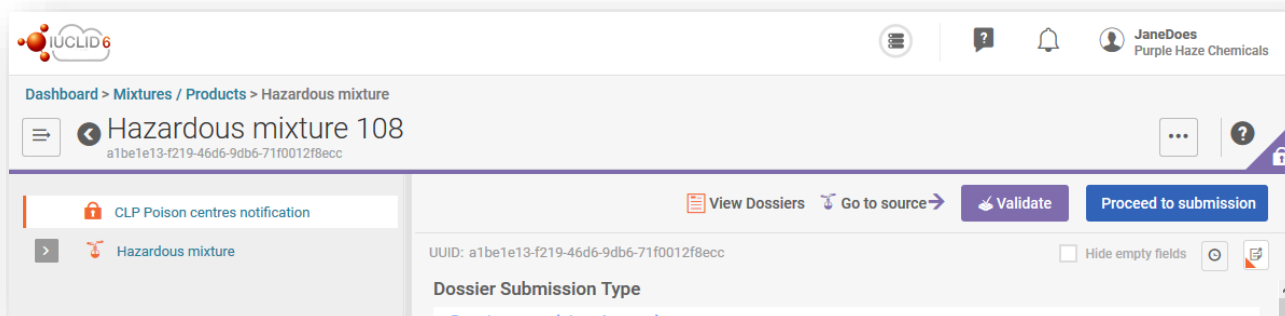 IUCLID 6
JaneDoes
Purple Haze Chemicals
Dashboard > Mixtures / Products > Hazardous mixture
Hazardous mixture 108
a1be1e13-f219-46d6-9db6-71f0012f8ecc
CLP Poison centres notification
View Dossiers Go to source Validate Proceed to submission
Hazardous mixture
UUID: a1be1e13-f219-46d6-9db6-71f0012f8ecc Hide empty fields
Dossier Submission Type